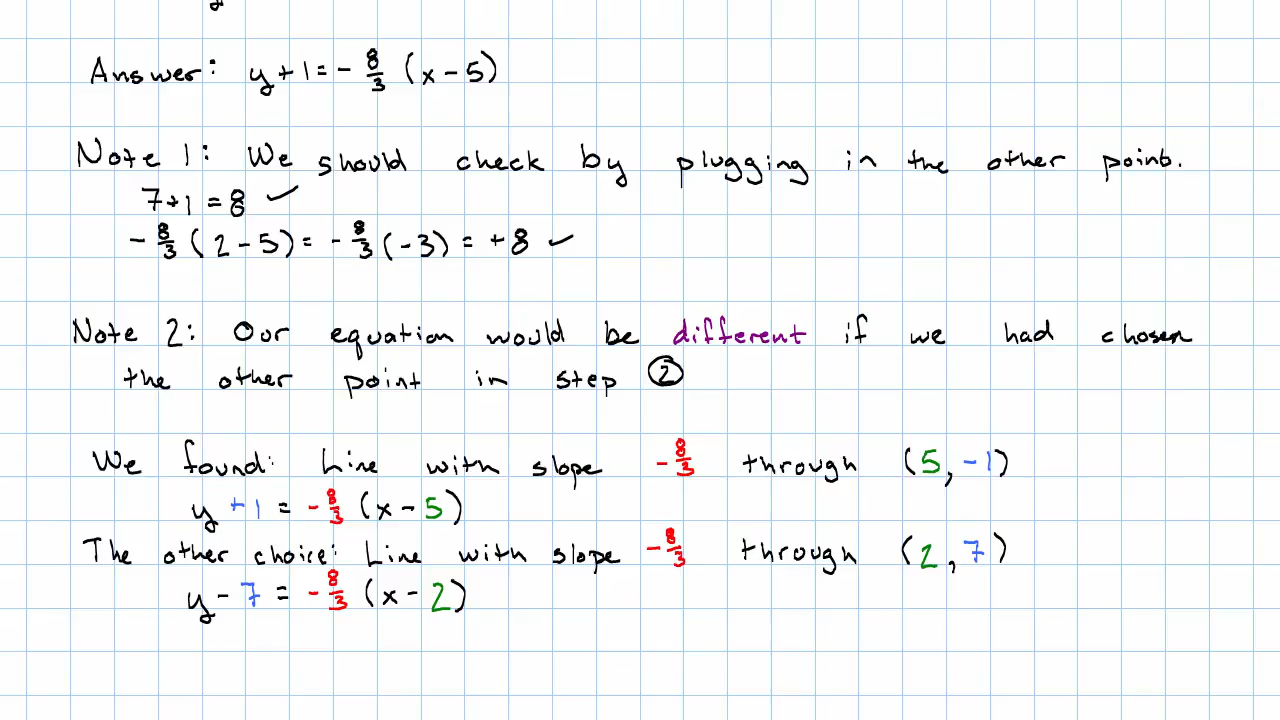 Answer: y+1=-8/3 (x-5)
Note 1: We should check by plugging in the other point.
7+1=8 ✓
-8/3 (2-5)=-8/3(-3)=+8 ✓
Note 2: Our equation would be different if we had chosen
the other point in step ②
We found: Line with slope -8/3 through (5,-1)
y+1=-8/3 (x-5)
The other choice: Line with slope -8/3 through (2,7)
y-7=-8/3 (x-2)